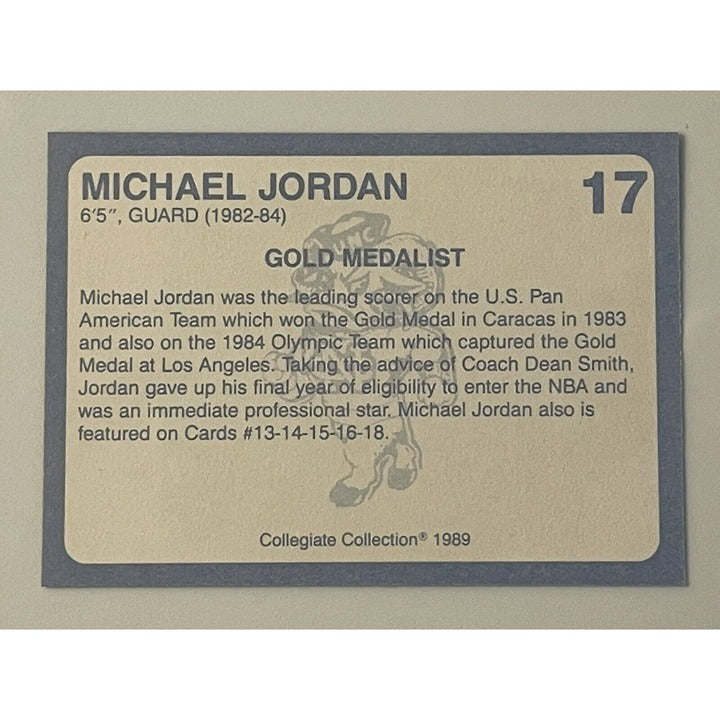 MICHAEL JORDAN 17
6'5", GUARD (1982-84)
GOLD MEDALIST
Michael Jordan was the leading scorer on the U.S. Pan
American Team which won the Gold Medal in Caracas in 1983
and also on the 1984 Olympic Team which captured the Gold
Medal at Los Angeles. Taking the advice of Coach Dean Smith,
Jordan gave up his final year of eligibility to enter the NBA and
was an immediate professional star. Michael Jordan also is
featured on Cards #13-14-15-16-18.
Collegiate Collection® 1989